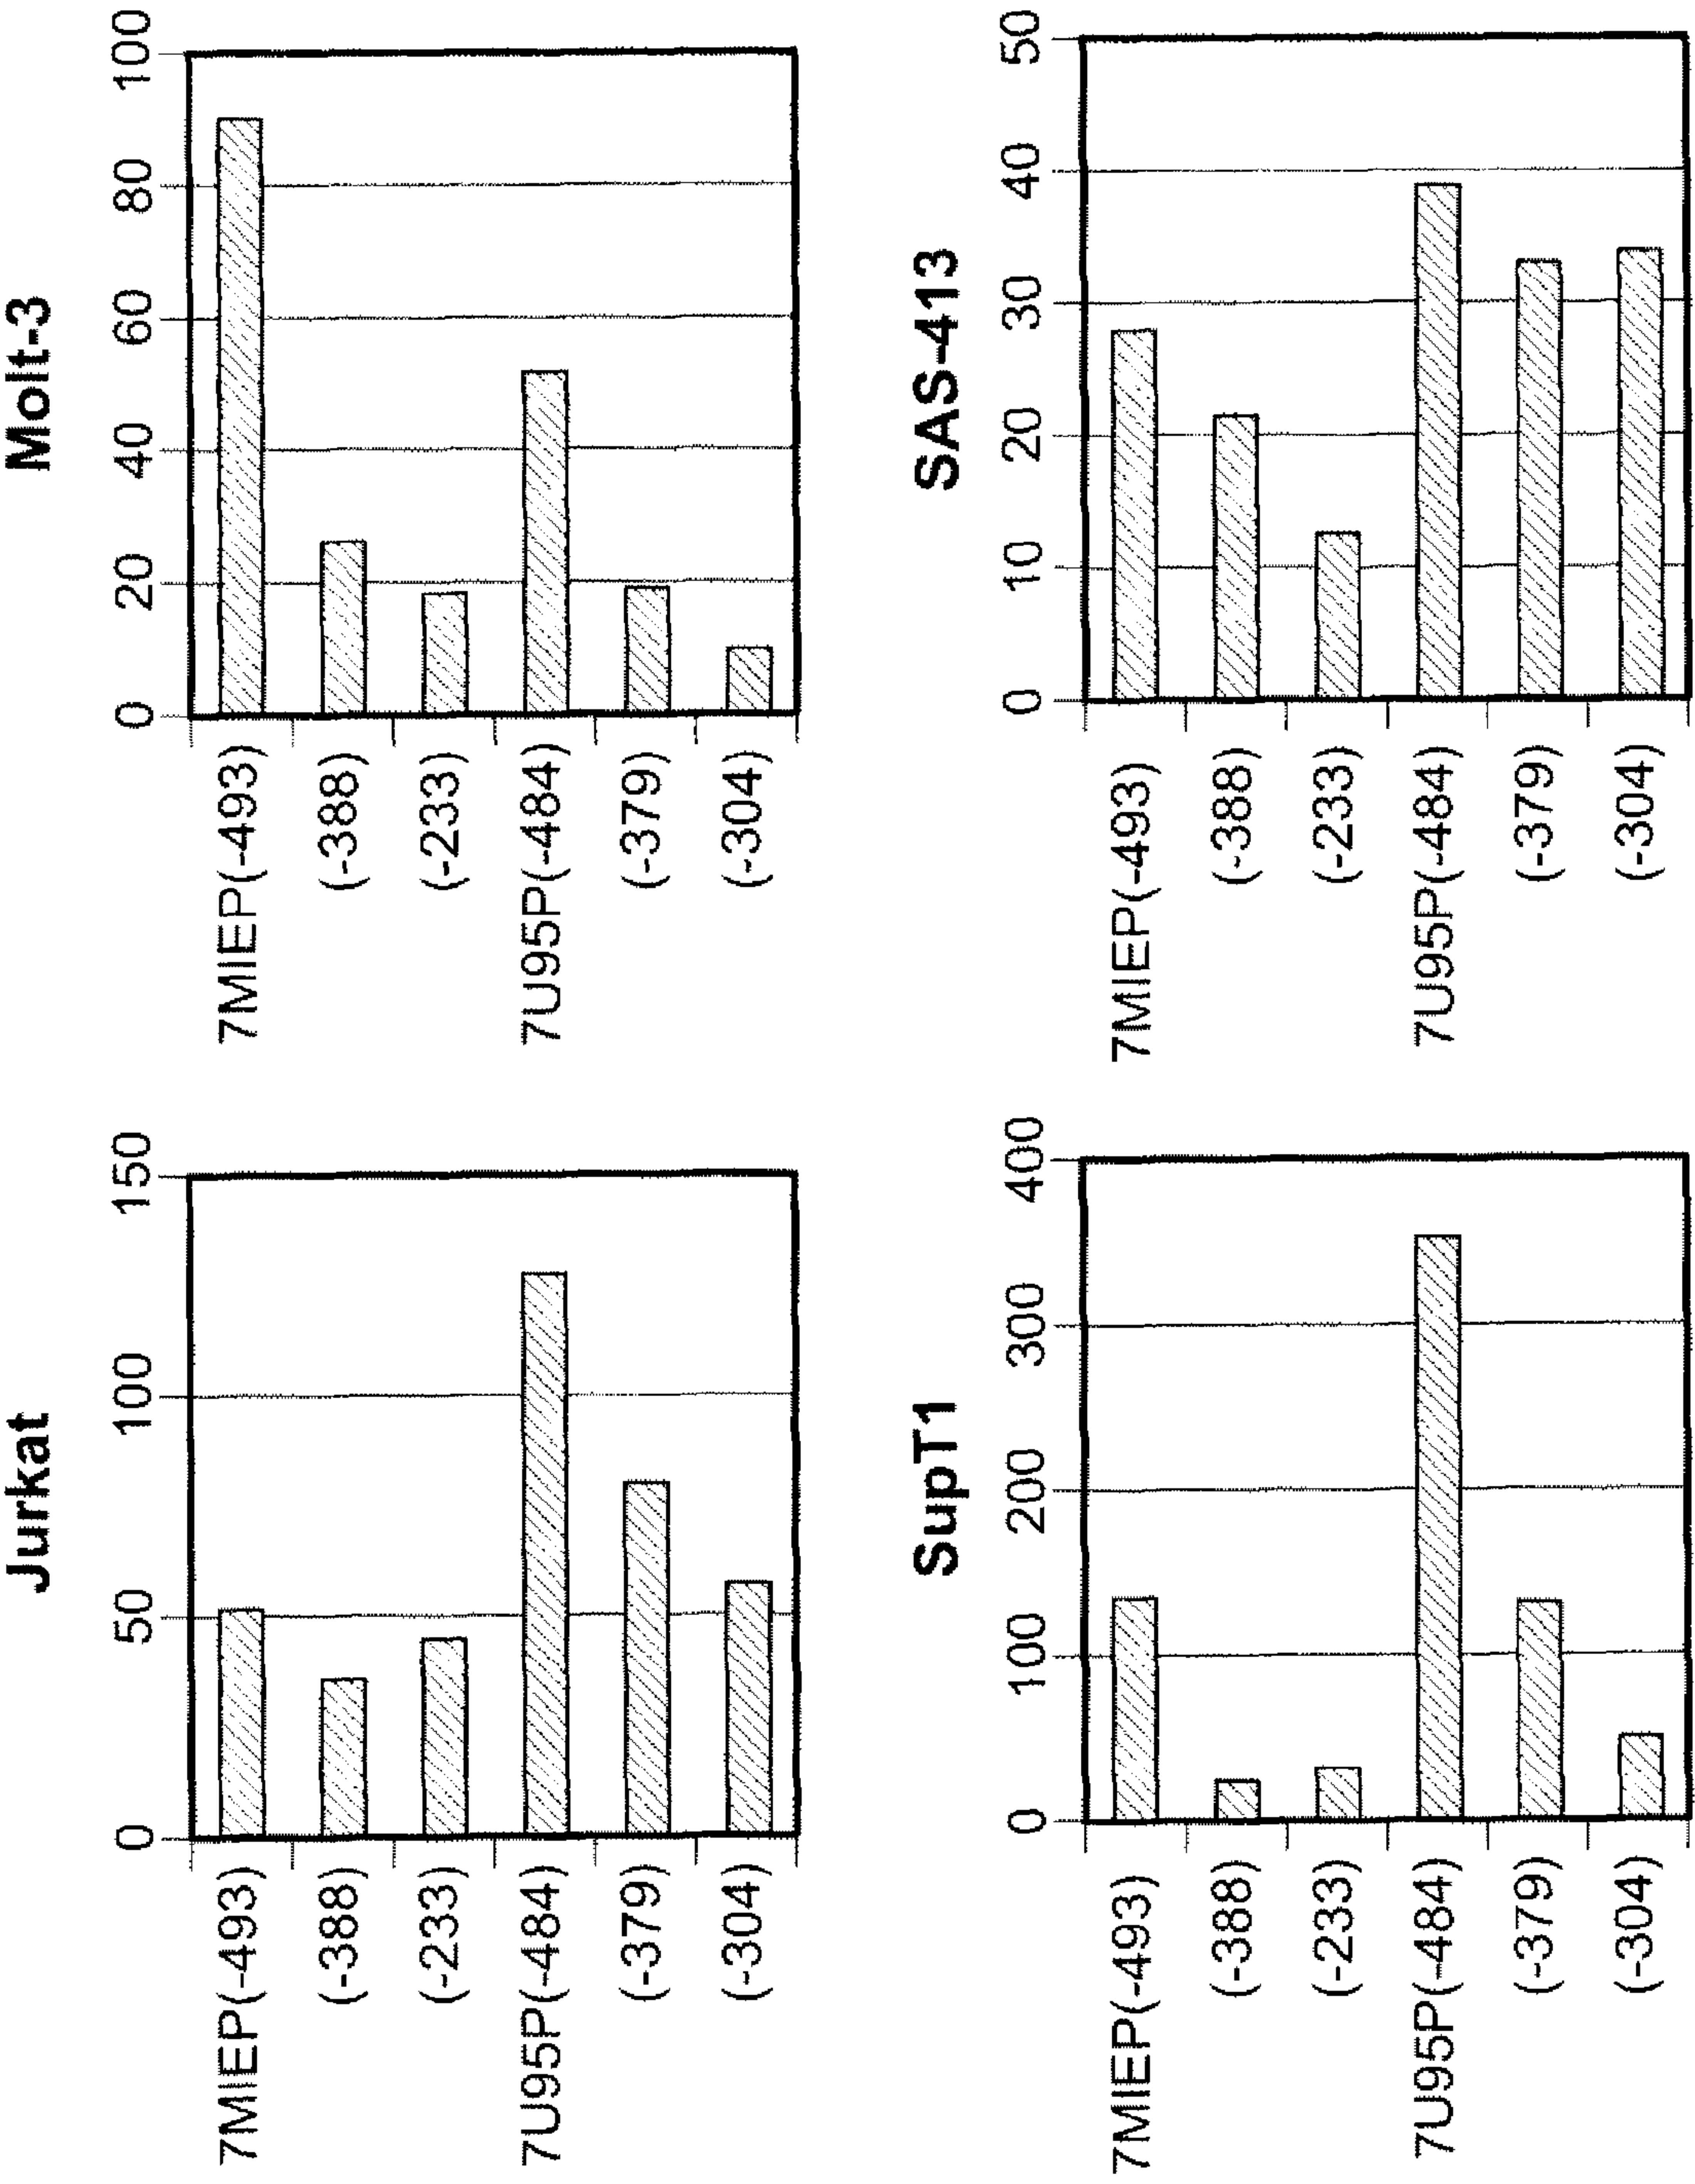 Jurkat
0 50 100 150
7MIEP(-493)
(-388)
(-233)
7U95P(-484)
(-379)
(-304)
Molt-3
0 20 40 60 80 100
7MIEP(-493)
(-388)
(-233)
7U95P(-484)
(-379)
(-304)
SupT1
0 100 200 300 400
7MIEP(-493)
(-388)
(-233)
7U95P(-484)
(-379)
(-304)
SAS-413
0 10 20 30 40 50
7MIEP(-493)
(-388)
(-233)
7U95P(-484)
(-379)
(-304)